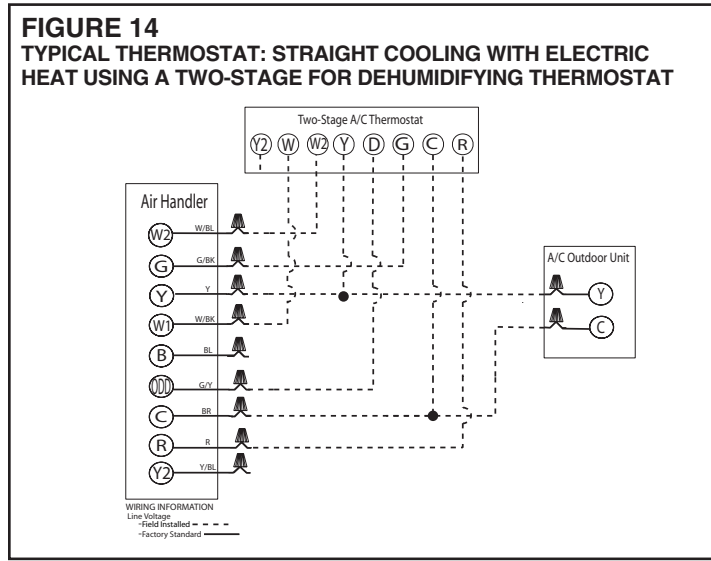 FIGURE 14
TYPICAL THERMOSTAT: STRAIGHT COOLING WITH ELECTRIC
HEAT USING A TWO-STAGE FOR DEHUMIDIFYING THERMOSTAT
Two-Stage A/C Thermostat
Y2 W W2 Y D G C R
Air Handler
W2 W/BL
G G/BK
Y Y
W1 W/BK
B BL
ODD G/Y
C BR
R R
Y2 Y/BL
A/C Outdoor Unit
Y
C
WIRING INFORMATION
Line Voltage
-Field Installed
-Factory Standard